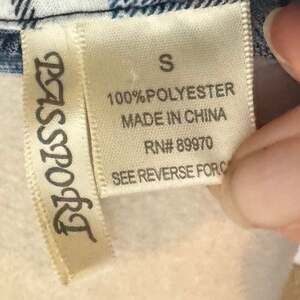 PASSPORT
S
100%POLYESTER
MADE IN CHINA
RN# 89970
SEE REVERSE FOR